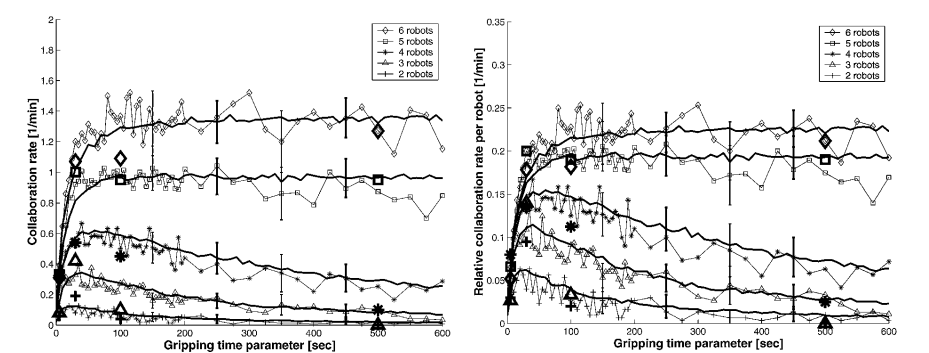 2
1.8
1.6
1.4
1.2
1
0.8
0.6
0.4
0.2
0
Collaboration rate [1/min]
0 100 200 300 400 500 600
Gripping time parameter [sec]
6 robots
5 robots
4 robots
3 robots
2 robots
0.35
0.3
0.25
0.2
0.15
0.1
0.05
0
Relative collaboration rate per robot [1/min]
0 100 200 300 400 500 600
Gripping time parameter [sec]
6 robots
5 robots
4 robots
3 robots
2 robots